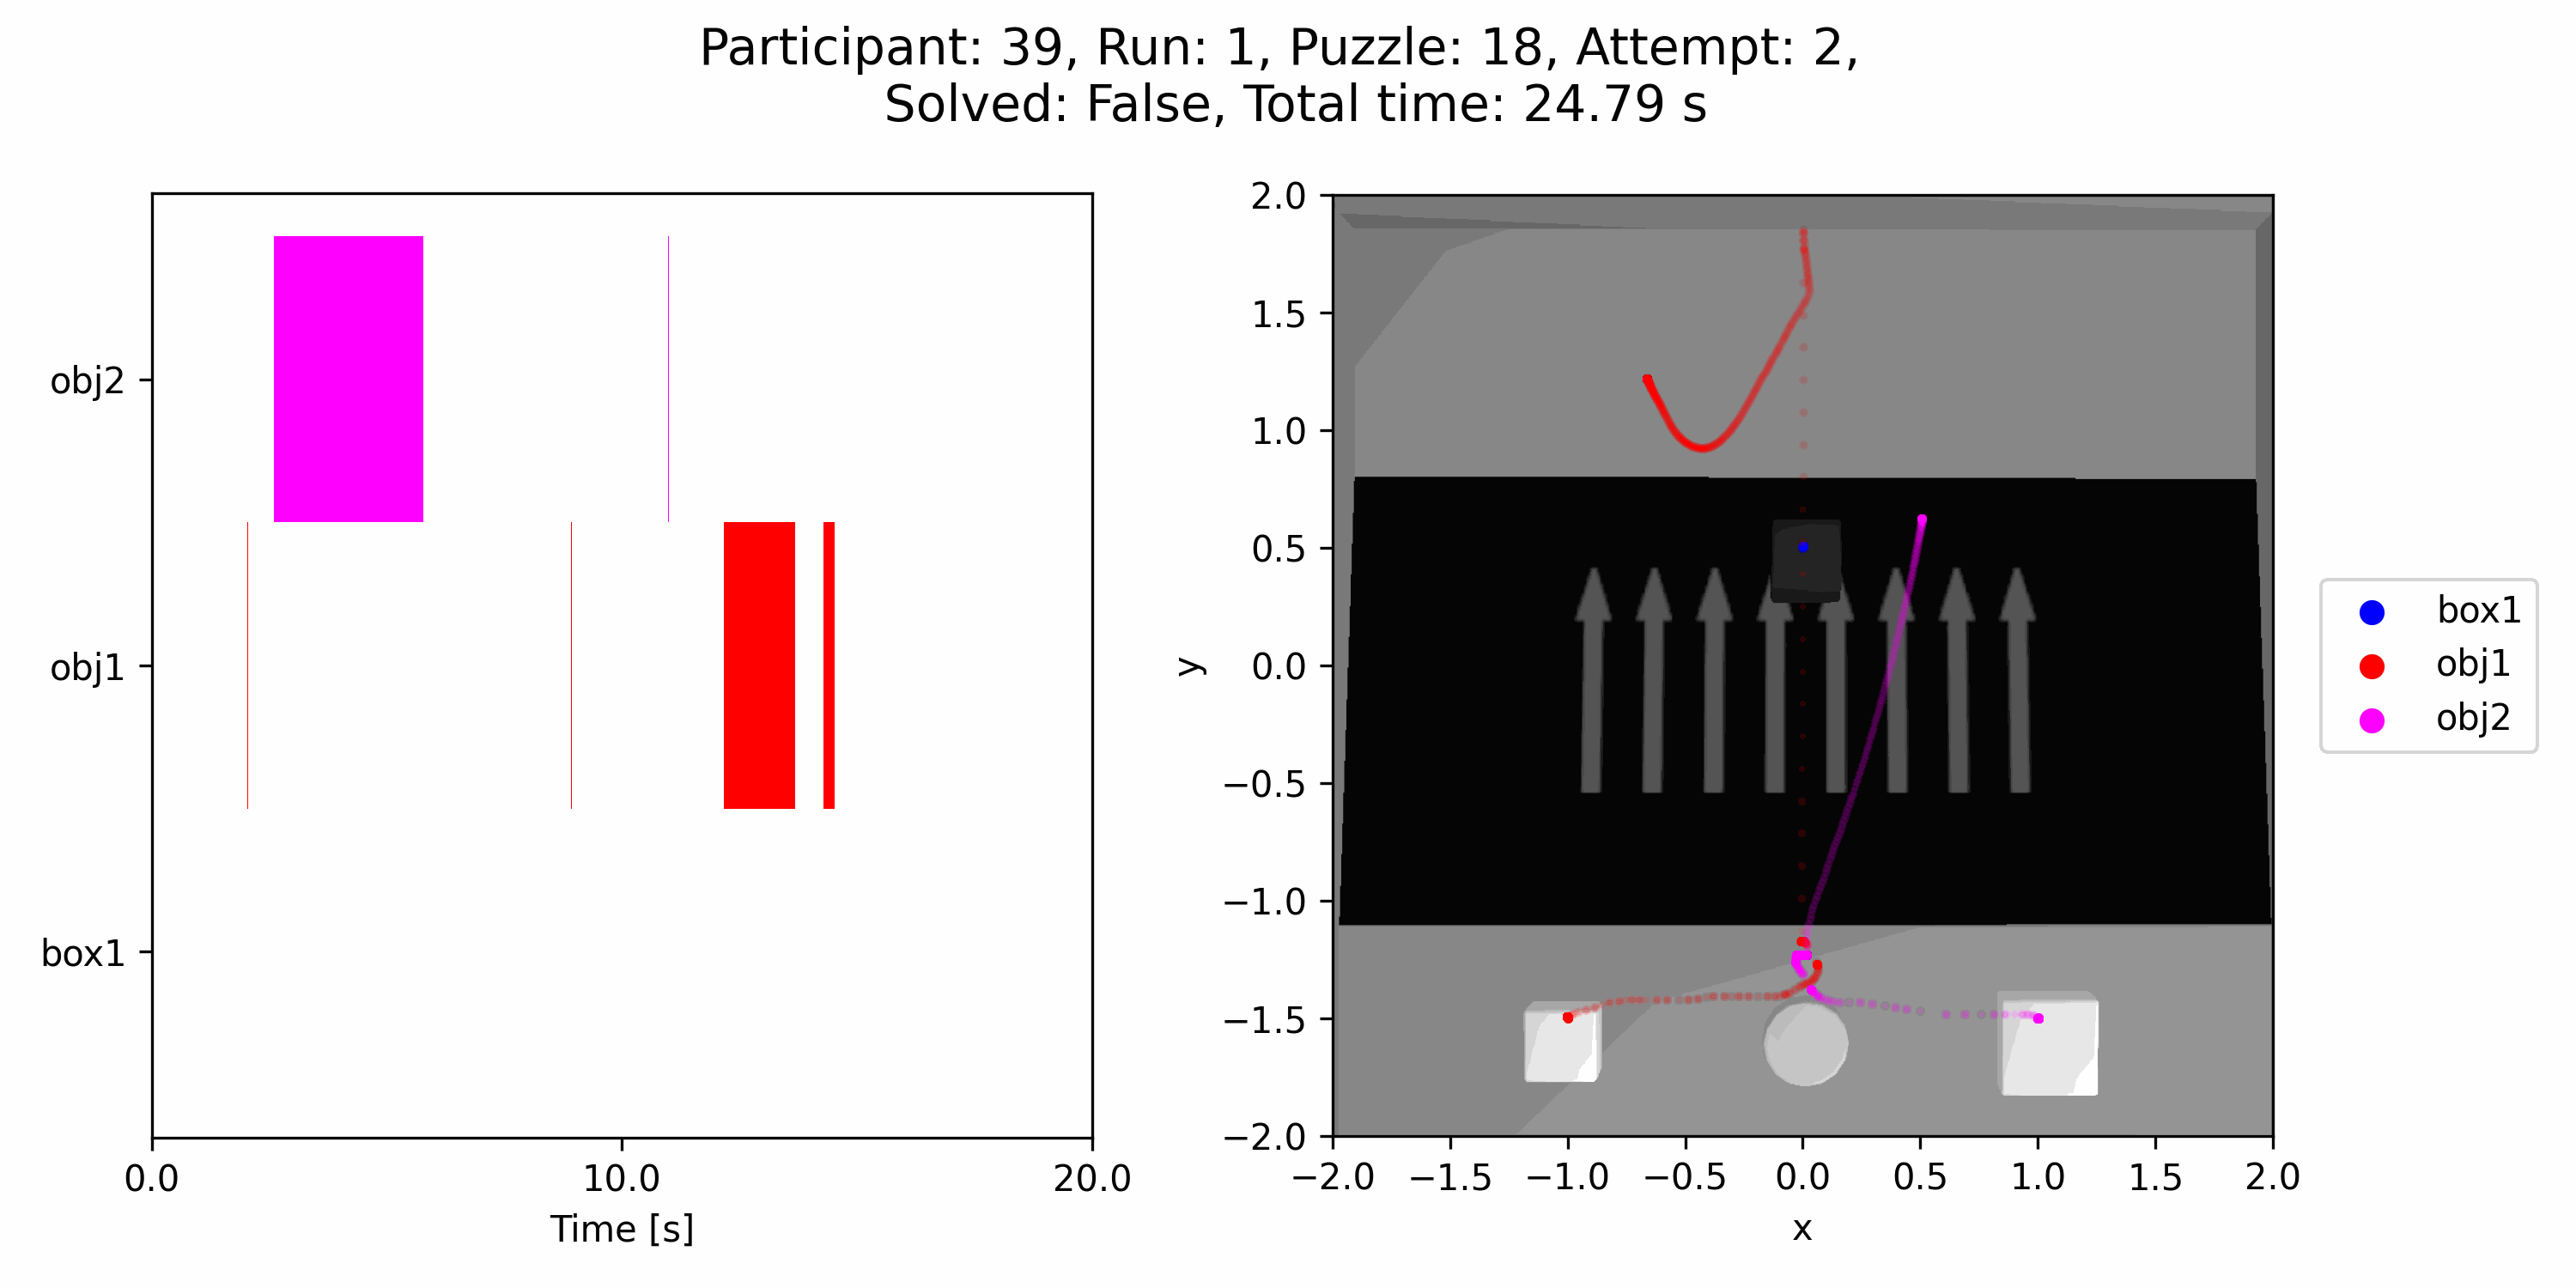 Participant: 39, Run: 1, Puzzle: 18, Attempt: 2,
Solved: False, Total time: 24.79 s
obj2
obj1
box1
0.0 10.0 20.0
Time [s]
2.0
1.5
1.0
0.5
0.0
−0.5
−1.0
−1.5
−2.0
y
−2.0 −1.5 −1.0 −0.5 0.0 0.5 1.0 1.5 2.0
x
box1
obj1
obj2